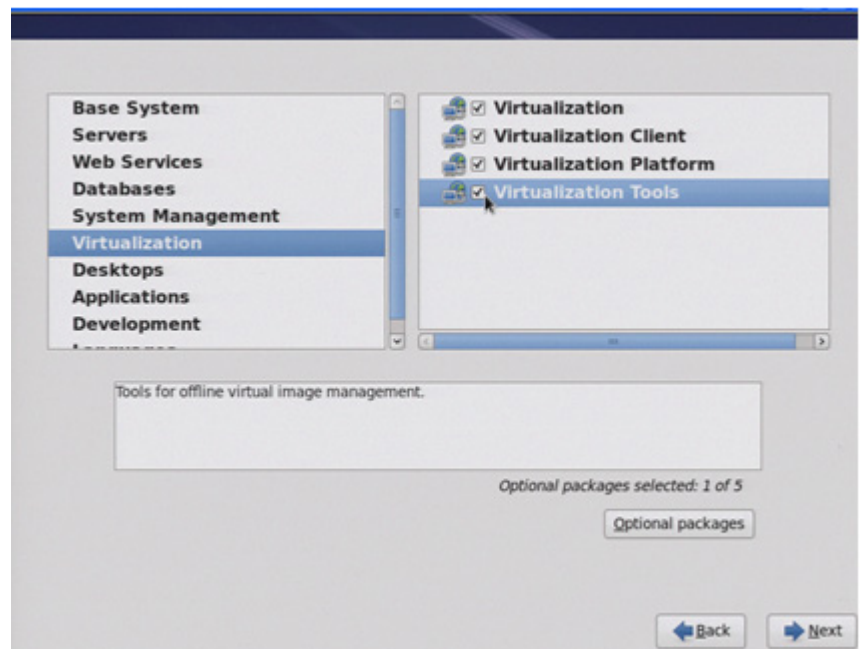 Base System
Servers
Web Services
Databases
System Management
Virtualization
Desktops
Applications
Development
Virtualization
Virtualization Client
Virtualization Platform
Virtualization Tools
Tools for offline virtual image management.
Optional packages selected: 1 of 5
Optional packages
Back
Next